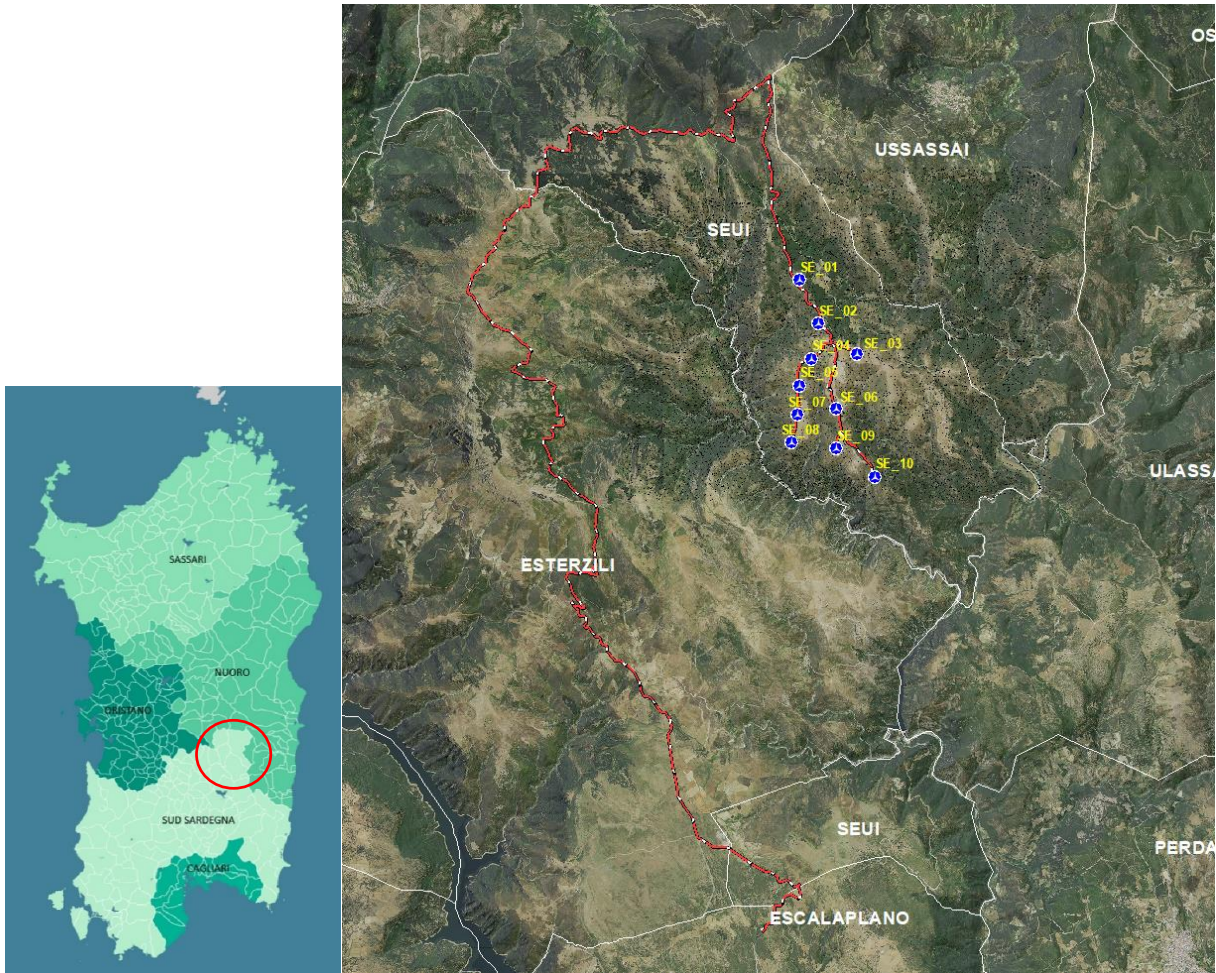 SASSARI
NUORO
ORISTANO
SUD SARDEGNA
CAGLIARI
OS
USSASSAI
SEUI
SE_01
SE_02
SE_04
SE_03
SE_05
SE_07
SE_06
SE_08
SE_09
SE_10
ULASSA
ESTERZILI
SEUI
PERDA
ESCALAPLANO